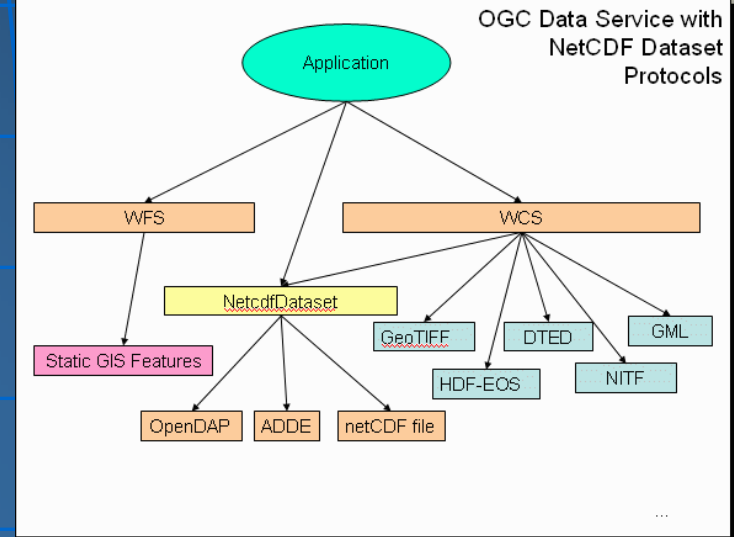 OGC Data Service with
NetCDF Dataset
Protocols
Application
WFS
WCS
NetcdfDataset
GeoTIFF
DTED
GML
Static GIS Features
HDF-EOS
NITF
OpenDAP
ADDE
netCDF file
...